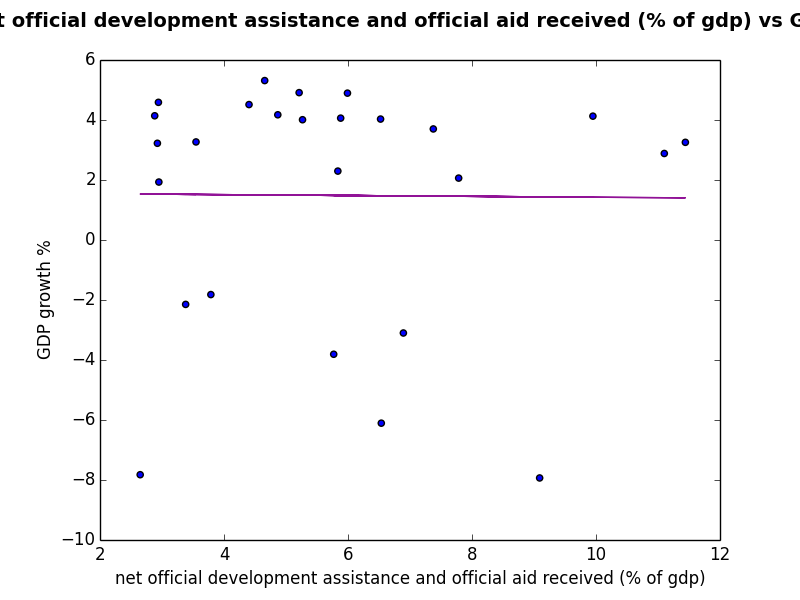 official development assistance and official aid received (% of gdp) vs
6
4
2
0
−2
−4
−6
−8
−10
2 4 6 8 10 12
GDP growth %
net official development assistance and official aid received (% of gdp)